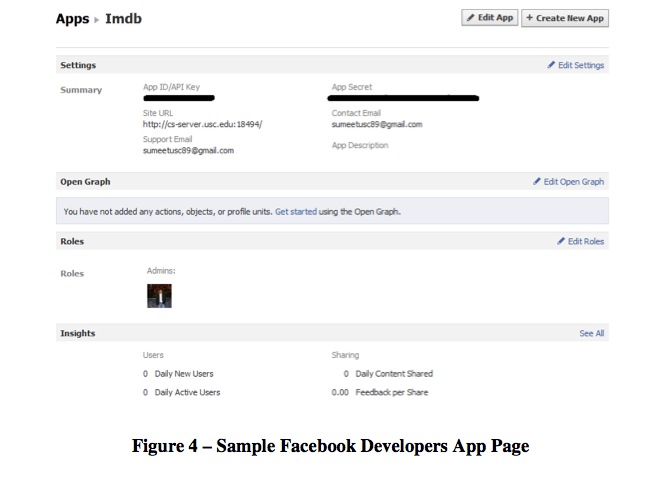 Apps ▸ Imdb
Edit App
+ Create New App
Settings
Edit Settings
Summary
App ID/API Key
App Secret
Site URL
http://cs-server.usc.edu:18494/
Contact Email
sumeetusc89@gmail.com
Support Email
sumeetusc89@gmail.com
App Description
Open Graph
Edit Open Graph
You have not added any actions, objects, or profile units. Get started using the Open Graph.
Roles
Edit Roles
Roles
Admins:
Insights
See All
Users
Sharing
0 Daily New Users
0 Daily Content Shared
0 Daily Active Users
0.00 Feedback per Share
Figure 4 – Sample Facebook Developers App Page